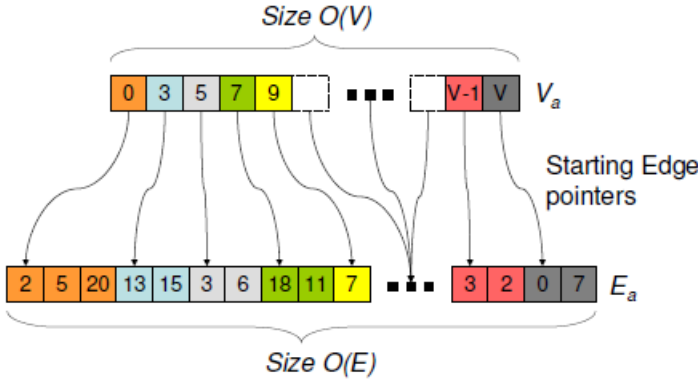 Size O(V)
0 3 5 7 9 V-1 V Va
Starting Edge
pointers
2 5 20 13 15 3 6 18 11 7 3 2 0 7 Ea
Size O(E)